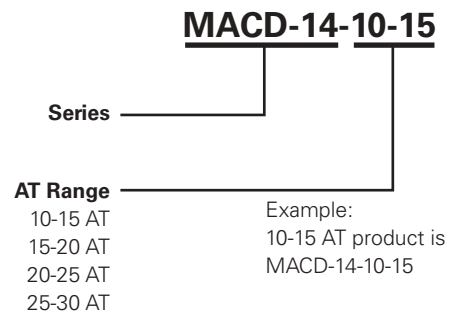 MACD-14-10-15
Series
AT Range
10-15 AT
15-20 AT
20-25 AT
25-30 AT
Example:
10-15 AT product is
MACD-14-10-15